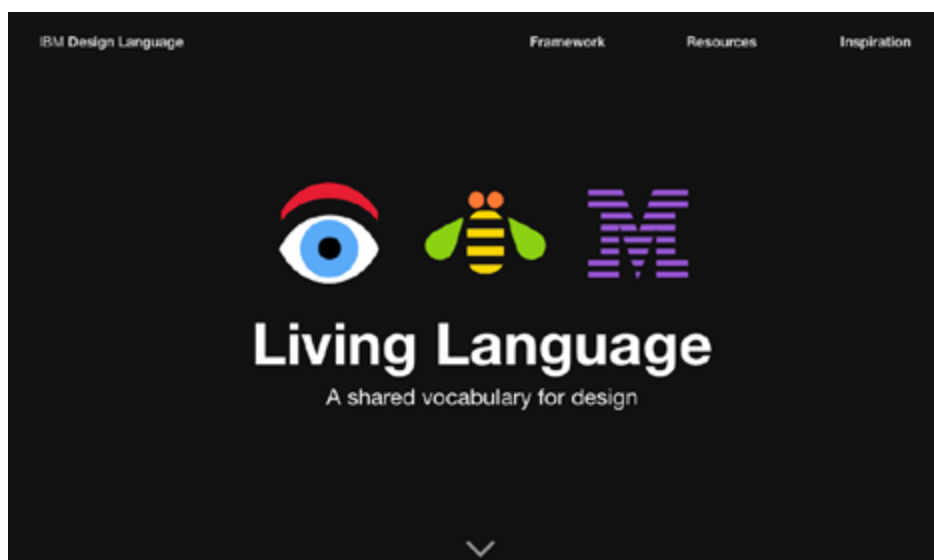 IBM Design Language
Framework
Resources
Inspiration
M
Living Language
A shared vocabulary for design